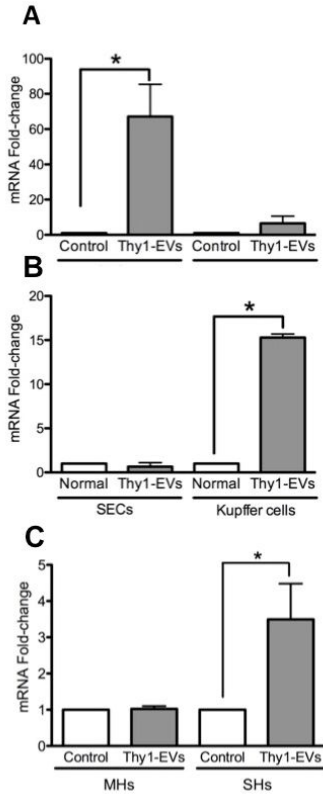 A
*
mRNA Fold-change
100
80
60
40
20
0
Control Thy1-EVs Control Thy1-EVs
B
*
mRNA Fold-change
20
15
10
5
0
Normal Thy1-EVs Normal Thy1-EVs
SECs Kupffer cells
C
*
mRNA Fold-change
5
4
3
2
1
0
Control Thy1-EVs Control Thy1-EVs
MHs SHs